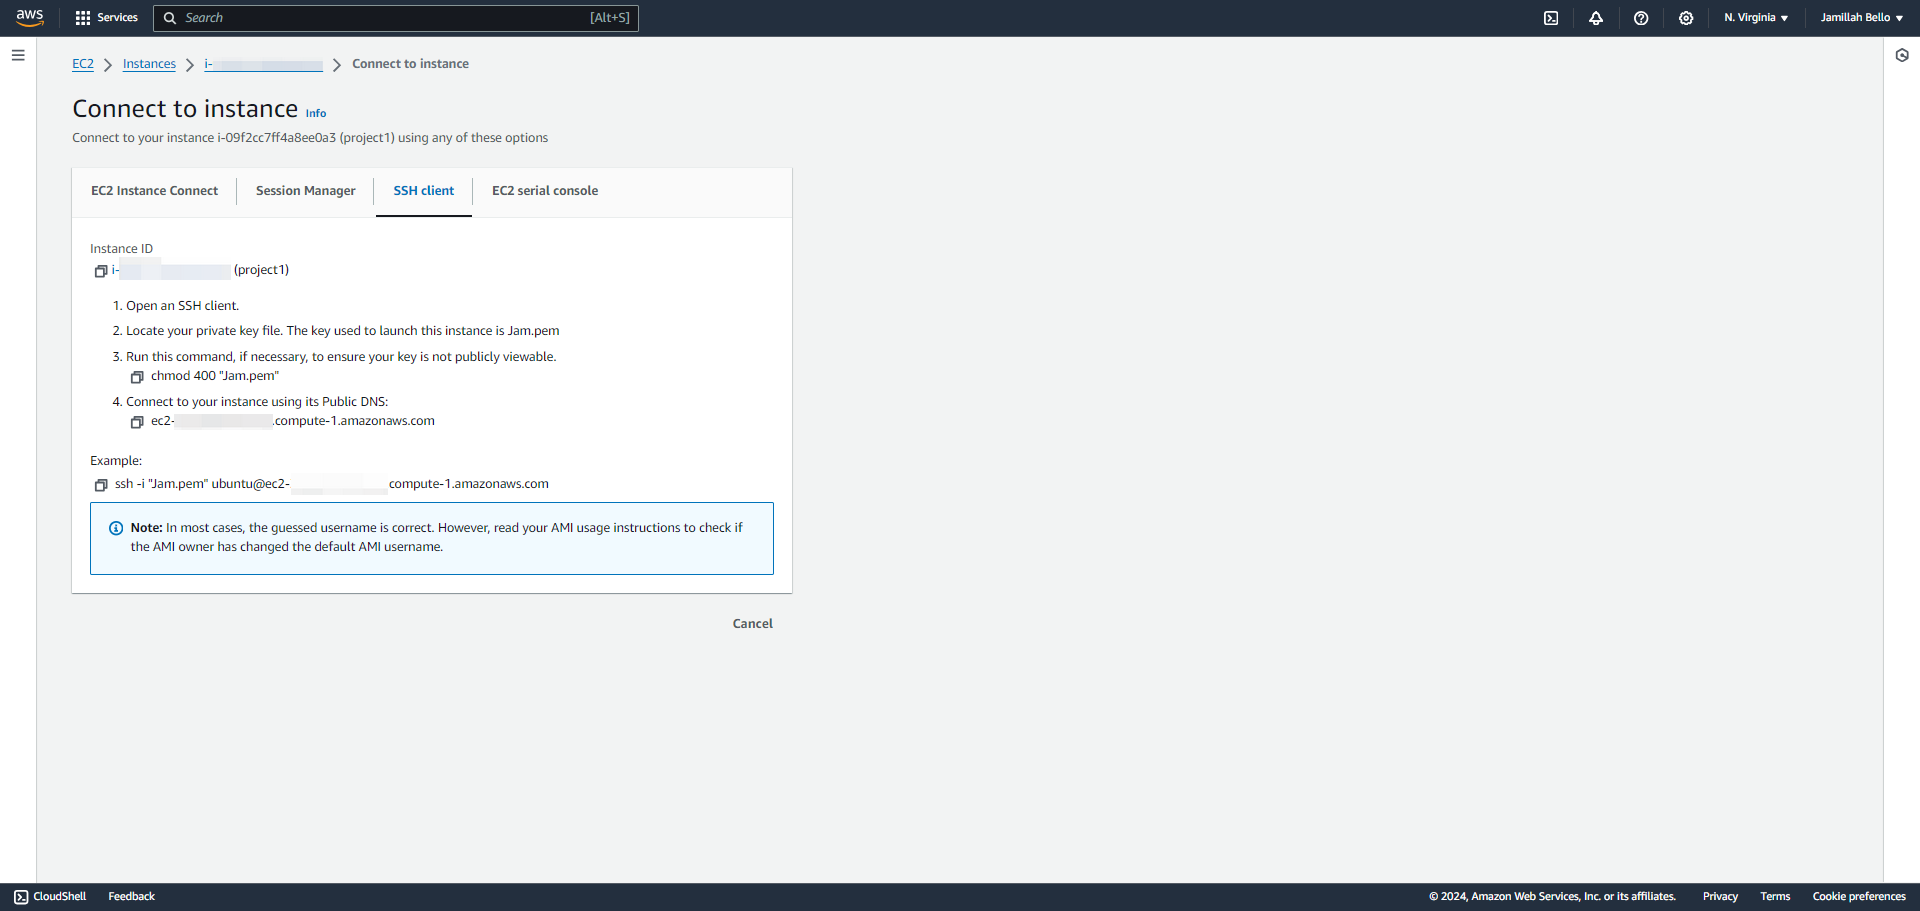 aws
Services
Search [Alt+S]
N. Virginia
Jamillah Bello
EC2 Instances i- Connect to instance
Connect to instance Info
Connect to your instance i-09f2cc7ff4a8ee0a3 (project1) using any of these options
EC2 Instance Connect Session Manager SSH client EC2 serial console
Instance ID
i- (project1)
1. Open an SSH client.
2. Locate your private key file. The key used to launch this instance is Jam.pem
3. Run this command, if necessary, to ensure your key is not publicly viewable.
chmod 400 "Jam.pem"
4. Connect to your instance using its Public DNS:
ec2- .compute-1.amazonaws.com
Example:
ssh -i "Jam.pem" ubuntu@ec2- compute-1.amazonaws.com
Note: In most cases, the guessed username is correct. However, read your AMI usage instructions to check if
the AMI owner has changed the default AMI username.
Cancel
CloudShell Feedback © 2024, Amazon Web Services, Inc. or its affiliates. Privacy Terms Cookie preferences